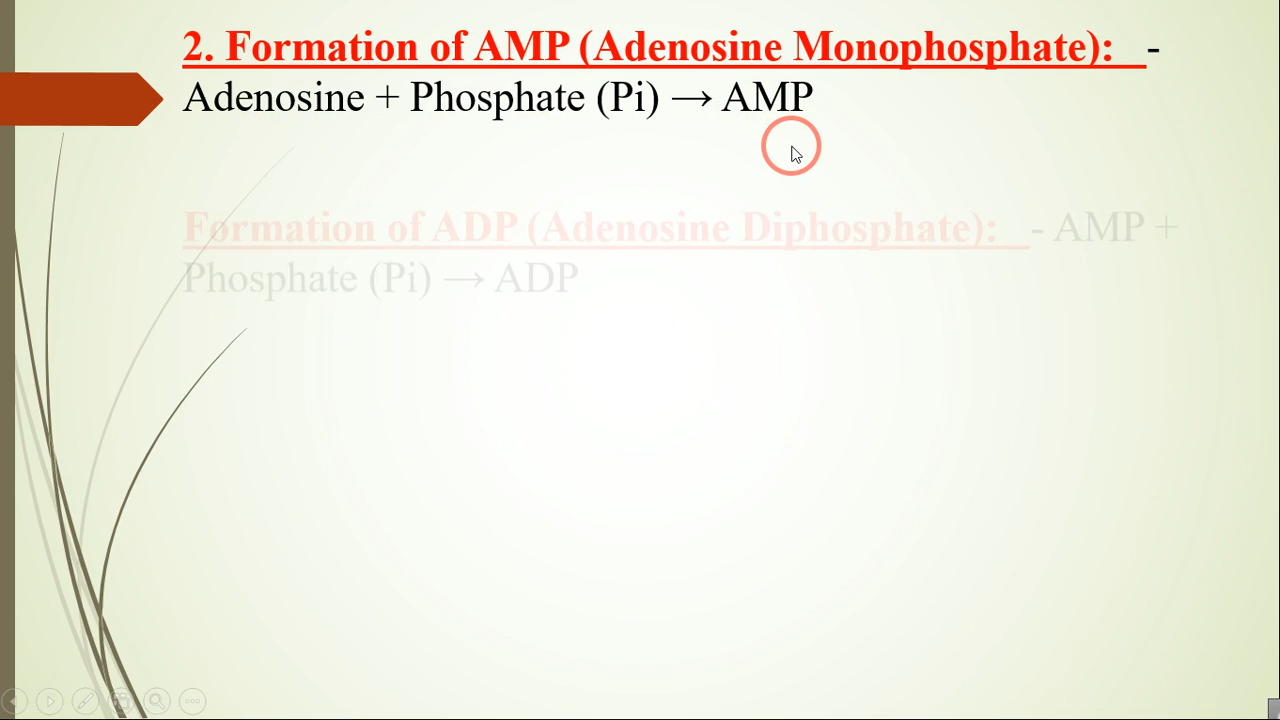 2. Formation of AMP (Adenosine Monophosphate): -
Adenosine + Phosphate (Pi) → AMP
Formation of ADP (Adenosine Diphosphate): - AMP +
Phosphate (Pi) → ADP